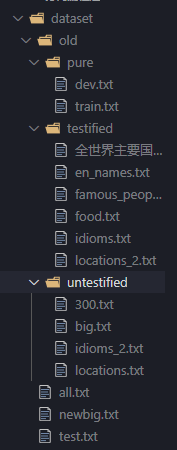 dataset
old
pure
dev.txt
train.txt
testified
全世界主要国...
en_names.txt
famous_peop...
food.txt
idioms.txt
locations_2.txt
untestified
300.txt
big.txt
idioms_2.txt
locations.txt
all.txt
newbig.txt
test.txt